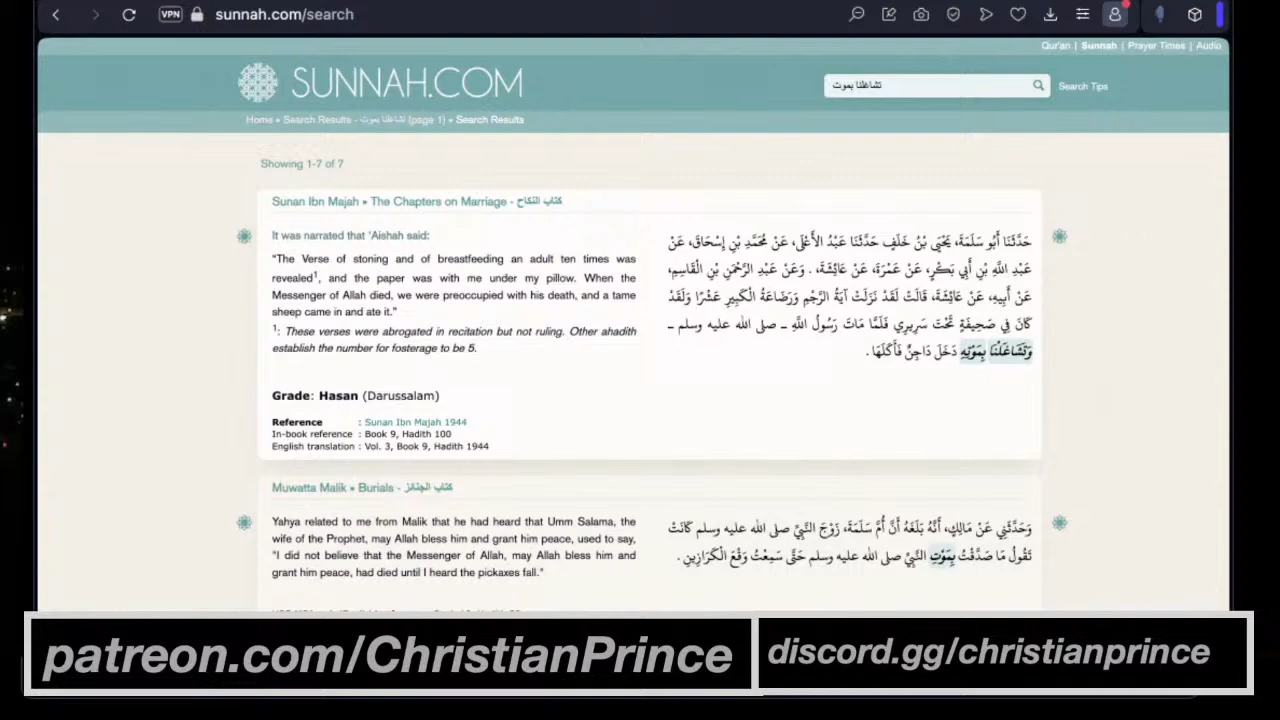 VPN sunnah.com/search
Qur'an | Sunnah | Prayer Times | Audio
SUNNAH.COM
تشاغلنا بموت
Search Tips
Home » Search Results - تشاغلنا بموت (page 1) » Search Results
Showing 1-7 of 7
Sunan Ibn Majah » The Chapters on Marriage - كتاب النكاح
It was narrated that 'Aishah said:
“The Verse of stoning and of breastfeeding an adult ten times was
revealed¹, and the paper was with me under my pillow. When the
Messenger of Allah died, we were preoccupied with his death, and a tame
sheep came in and ate it.”
¹: These verses were abrogated in recitation but not ruling. Other ahadith
establish the number for fosterage to be 5.
حَدَّثَنَا أَبُو سَلَمَةَ، يَحْيَى بْنُ خَلَفٍ حَدَّثَنَا عَبْدُ الأَعْلَى، عَنْ مُحَمَّدِ بْنِ إِسْحَاقَ، عَنْ
عَبْدِ اللَّهِ بْنِ أَبِي بَكْرٍ، عَنْ عَمْرَةَ، عَنْ عَائِشَةَ، . وَعَنْ عَبْدِ الرَّحْمَنِ بْنِ الْقَاسِمِ،
عَنْ أَبِيهِ، عَنْ عَائِشَةَ، قَالَتْ لَقَدْ نَزَلَتْ آيَةُ الرَّجْمِ وَرَضَاعَةُ الْكَبِيرِ عَشْرًا وَلَقَدْ
كَانَ فِي صَحِيفَةٍ تَحْتَ سَرِيرِي فَلَمَّا مَاتَ رَسُولُ اللَّهِ ـ صلى الله عليه وسلم ـ
وَتَشَاغَلْنَا بِمَوْتِهِ دَخَلَ دَاجِنٌ فَأَكَلَهَا .
Grade: Hasan (Darussalam)
Reference : Sunan Ibn Majah 1944
In-book reference : Book 9, Hadith 100
English translation : Vol. 3, Book 9, Hadith 1944
Muwatta Malik » Burials - كتاب الجنائز
Yahya related to me from Malik that he had heard that Umm Salama, the
wife of the Prophet, may Allah bless him and grant him peace, used to say,
"I did not believe that the Messenger of Allah, may Allah bless him and
grant him peace, had died until I heard the pickaxes fall."
وَحَدَّثَنِي عَنْ مَالِكٍ، أَنَّهُ بَلَغَهُ أَنَّ أُمَّ سَلَمَةَ، زَوْجَ النَّبِيِّ صلى الله عليه وسلم كَانَتْ
تَقُولُ مَا صَدَّقْتُ بِمَوْتِ النَّبِيِّ صلى الله عليه وسلم حَتَّى سَمِعْتُ وَقْعَ الْكَرَازِينِ .
patreon.com/ChristianPrince
discord.gg/christianprince